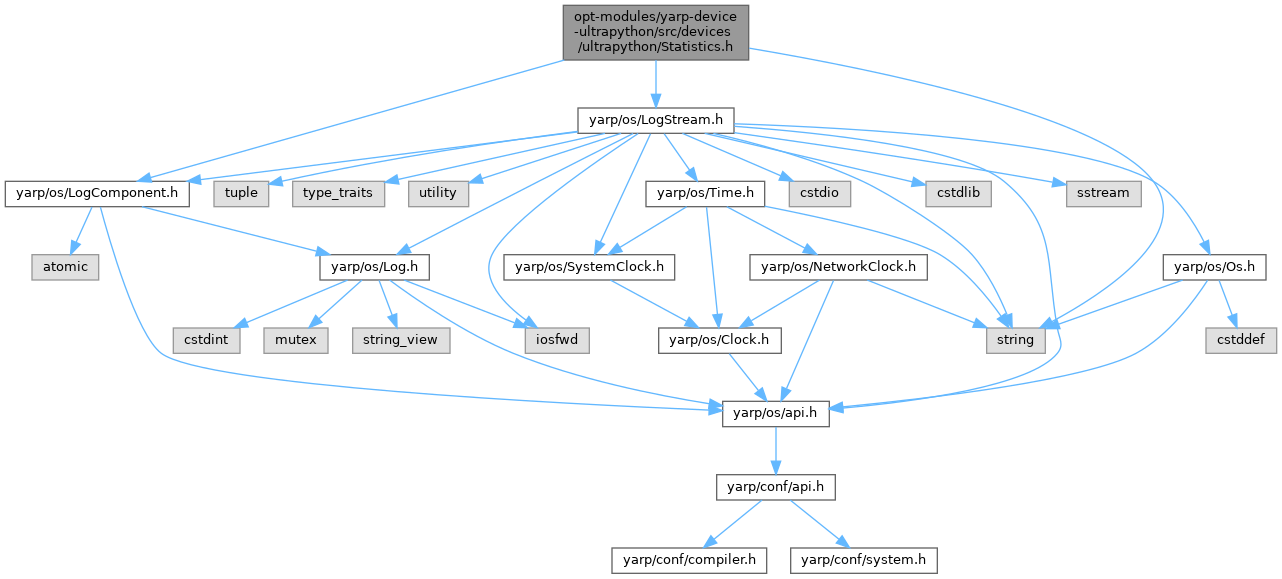 opt-modules/yarp-device
-ultrapython/src/devices
/ultrapython/Statistics.h
yarp/os/LogStream.h
yarp/os/LogComponent.h
tuple
type_traits
utility
yarp/os/Time.h
cstdio
cstdlib
sstream
atomic
yarp/os/Log.h
yarp/os/SystemClock.h
yarp/os/NetworkClock.h
yarp/os/Os.h
cstdint
mutex
string_view
iosfwd
yarp/os/Clock.h
string
cstddef
yarp/os/api.h
yarp/conf/api.h
yarp/conf/compiler.h
yarp/conf/system.h